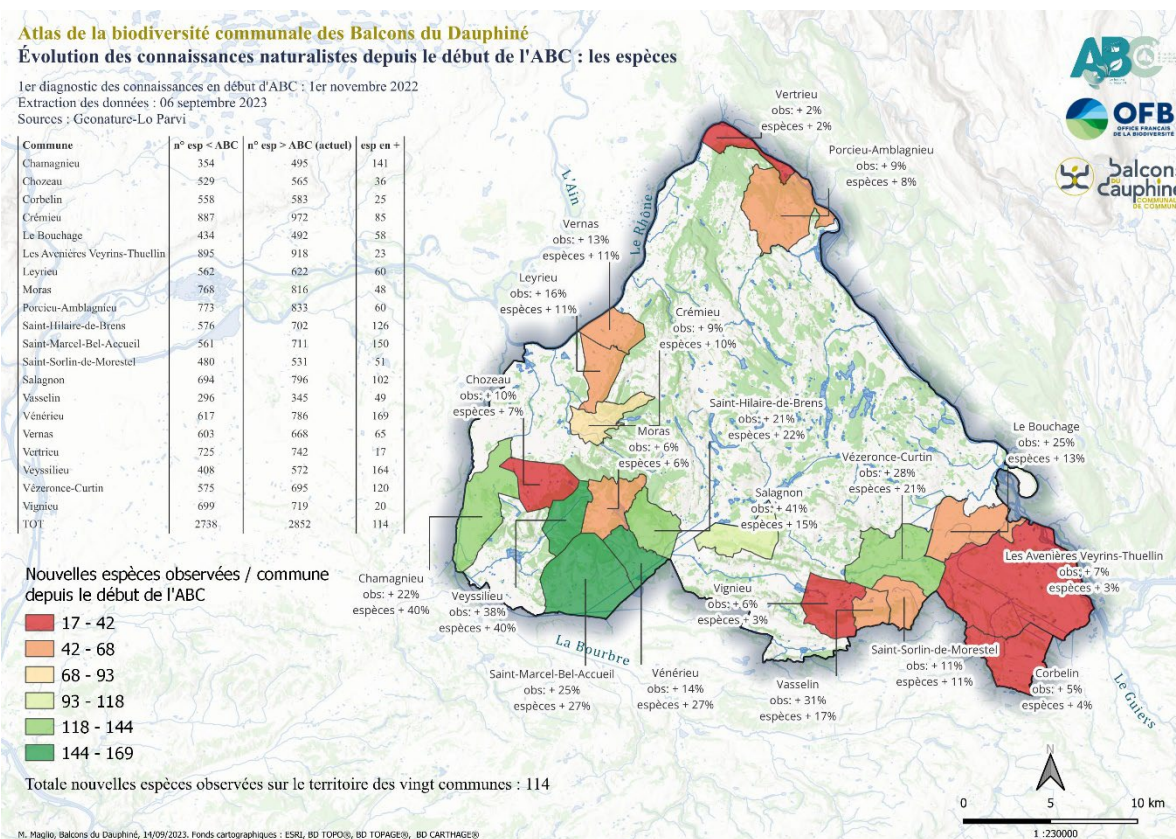 Atlas de la biodiversité communale des Balcons du Dauphiné
Évolution des connaissances naturalistes depuis le début de l'ABC : les espèces
1er diagnostic des connaissances en début d'ABC : 1er novembre 2022
Extraction des données : 06 septembre 2023
Sources : Geonature-Lo Parvi
Commune n° esp < ABC n° esp > ABC (actuel) esp en +
Chamagnieu 354 495 141
Chozeau 529 565 36
Corbelin 558 583 25
Crémieu 887 972 85
Le Bouchage 434 492 58
Les Avenières Veyrins-Thuellin 895 918 23
Leyrieu 562 622 60
Moras 768 816 48
Porcieu-Amblagnieu 773 833 60
Saint-Hilaire-de-Brens 576 702 126
Saint-Marcel-Bel-Accueil 561 711 150
Saint-Sorlin-de-Morestel 480 531 51
Salagnon 694 796 102
Vasselin 296 345 49
Vénérieu 617 786 169
Vernas 603 668 65
Vertrieu 725 742 17
Veyssilieu 408 572 164
Vézeronce-Curtin 575 695 120
Vignieu 699 719 20
TOT 2738 2852 114
ABC
OFB
OFFICE FRANÇAIS
DE LA BIODIVERSITÉ
balcons
DU
dauphiné
Vertrieu
obs: + 2%
espèces + 2%
Porcieu-Amblagnieu
obs: + 9%
espèces + 8%
L'Ain
Le Rhône
Vernas
obs: + 13%
espèces + 11%
Leyrieu
obs: + 16%
espèces + 11%
Crémieu
obs: + 9%
espèces + 10%
Chozeau
obs: + 10%
espèces + 7%
Saint-Hilaire-de-Brens
obs: + 21%
espèces + 22%
Moras
obs: + 6%
espèces + 6%
Le Bouchage
obs: + 25%
espèces + 13%
Vézeronce-Curtin
obs: + 28%
espèces + 21%
Salagnon
obs: + 41%
espèces + 15%
Les Avenières Veyrins-Thuellin
obs: + 7%
espèces + 3%
Chamagnieu
obs: + 22%
espèces + 40%
Veyssilieu
obs: + 38%
espèces + 40%
Vignieu
obs: + 6%
espèces + 3%
La Bourbre
Saint-Marcel-Bel-Accueil
obs: + 25%
espèces + 27%
Vénérieu
obs: + 14%
espèces + 27%
Vasselin
obs: + 31%
espèces + 17%
Saint-Sorlin-de-Morestel
obs: + 11%
espèces + 11%
Corbelin
obs: + 5%
espèces + 4%
Le Guiers
Nouvelles espèces observées / commune
depuis le début de l'ABC
17 - 42
42 - 68
68 - 93
93 - 118
118 - 144
144 - 169
Totale nouvelles espèces observées sur le territoire des vingt communes : 114
N
0 5 10 km
1 :230000
M. Maglio, Balcons du Dauphiné, 14/09/2023. Fonds cartographiques : ESRI, BD TOPO®, BD TOPAGE®, BD CARTHAGE®